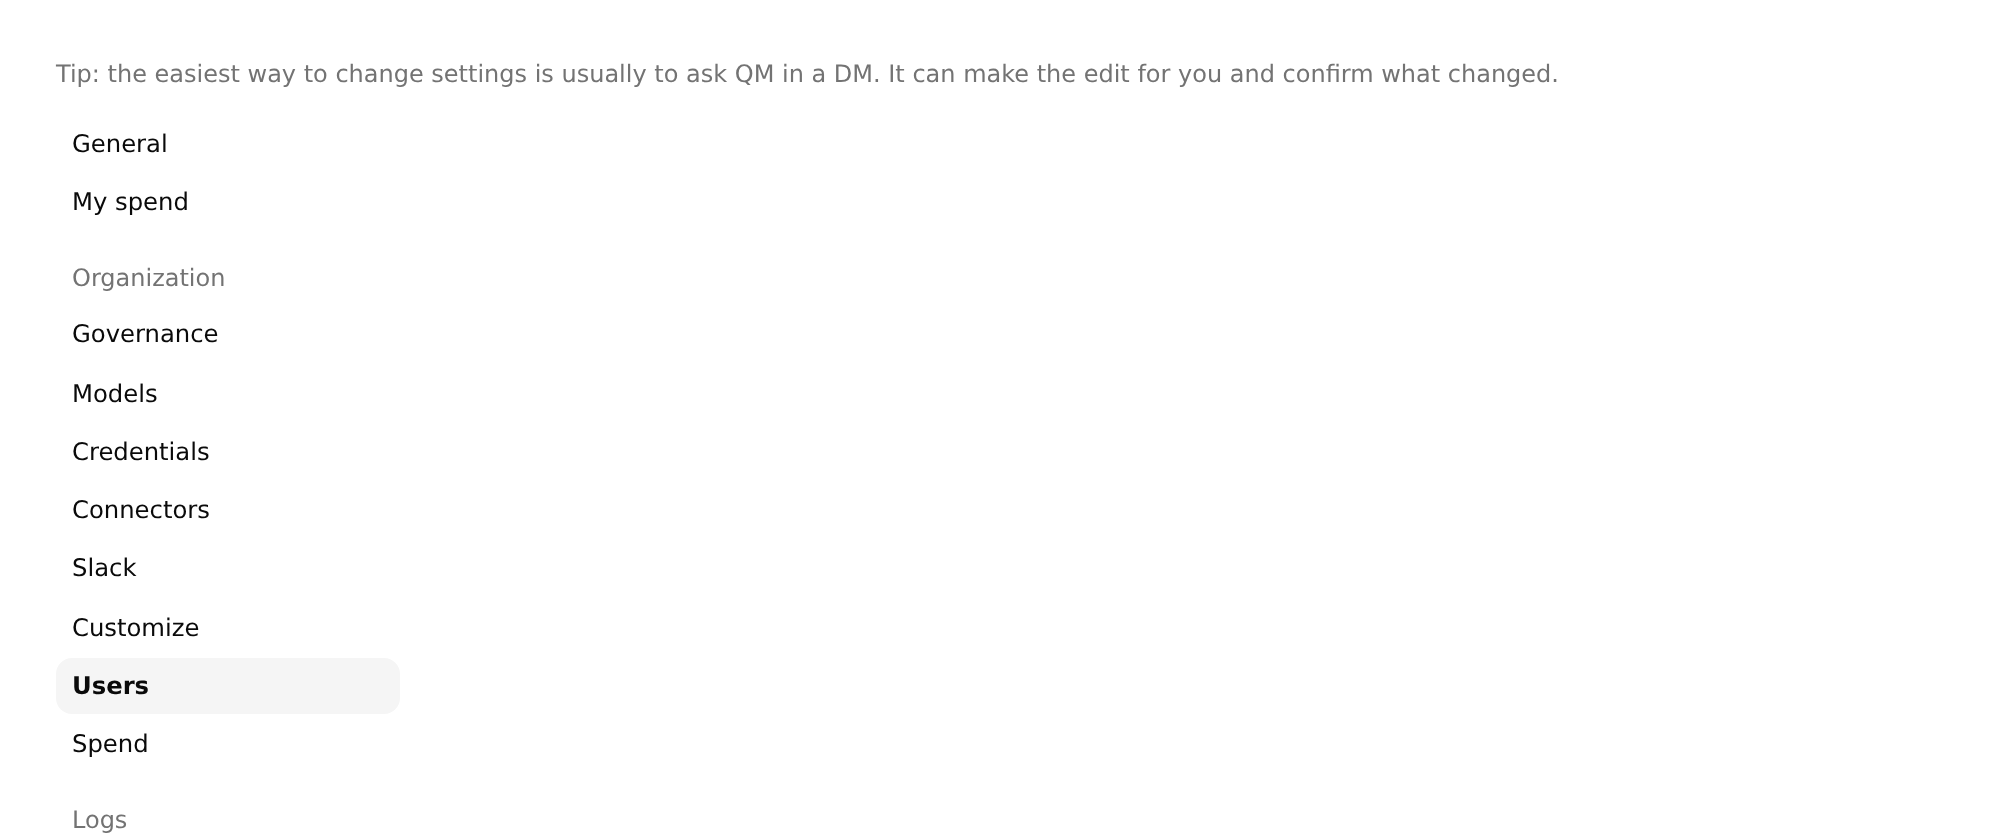 Tip: the easiest way to change settings is usually to ask QM in a DM. It can make the edit for you and confirm what changed.
General
My spend
Organization
Governance
Models
Credentials
Connectors
Slack
Customize
Users
Spend
Logs